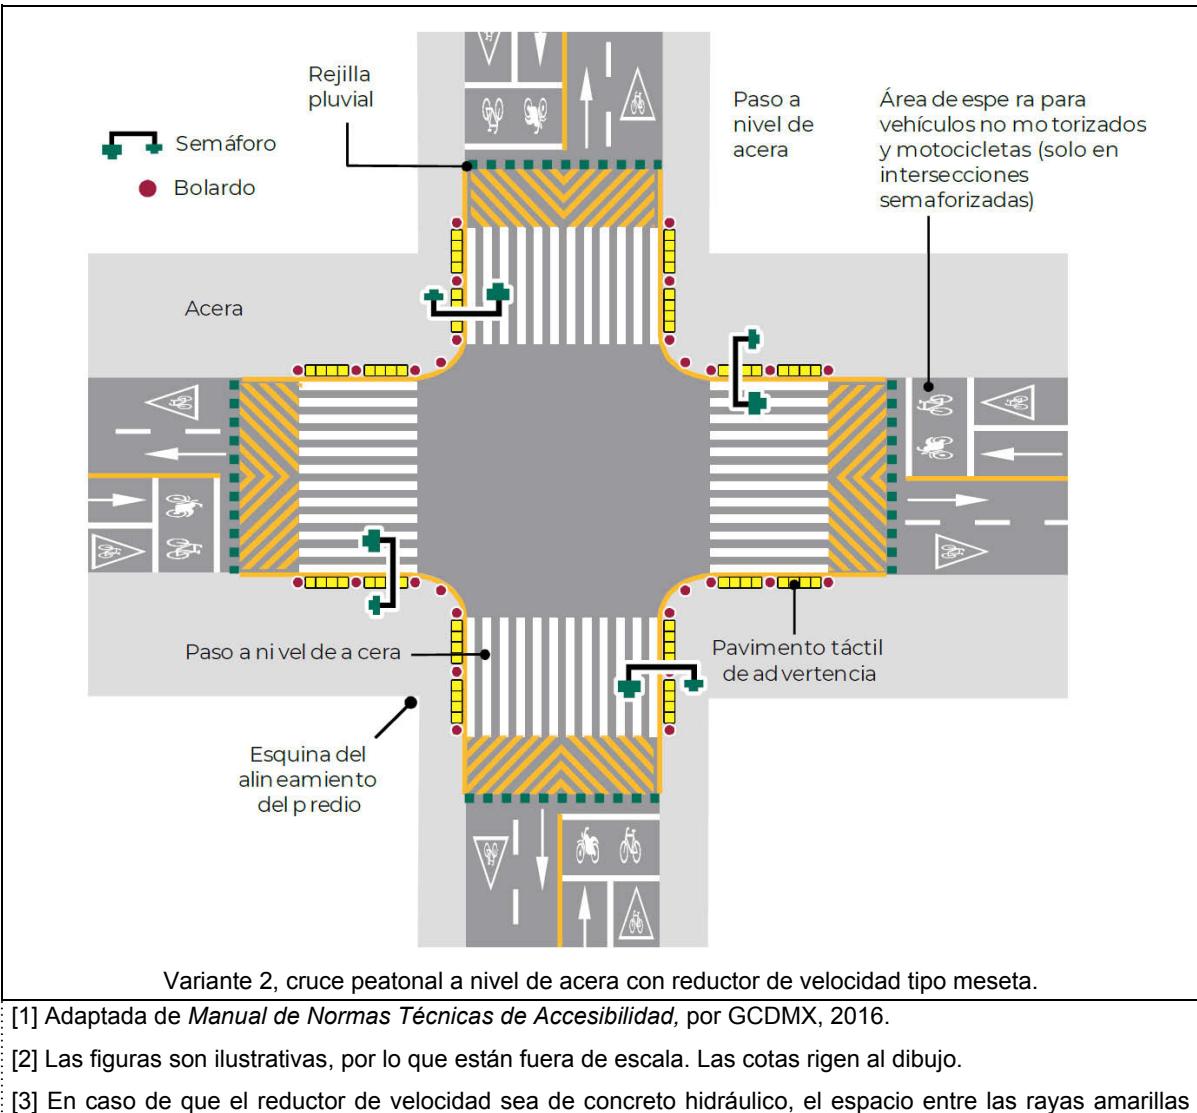 Rejilla
pluvial
Semáforo
Bolardo
Paso a
nivel de
acera
Área de espe ra para
vehículos no mo torizados
y motocicletas (solo en
intersecciones
semaforizadas)
Acera
Paso a ni vel de a cera
Pavimento táctil
de ad vertencia
Esquina del
alin eamiento
del p redio
Variante 2, cruce peatonal a nivel de acera con reductor de velocidad tipo meseta.
[1] Adaptada de Manual de Normas Técnicas de Accesibilidad, por GCDMX, 2016.
[2] Las figuras son ilustrativas, por lo que están fuera de escala. Las cotas rigen al dibujo.
[3] En caso de que el reductor de velocidad sea de concreto hidráulico, el espacio entre las rayas amarillas